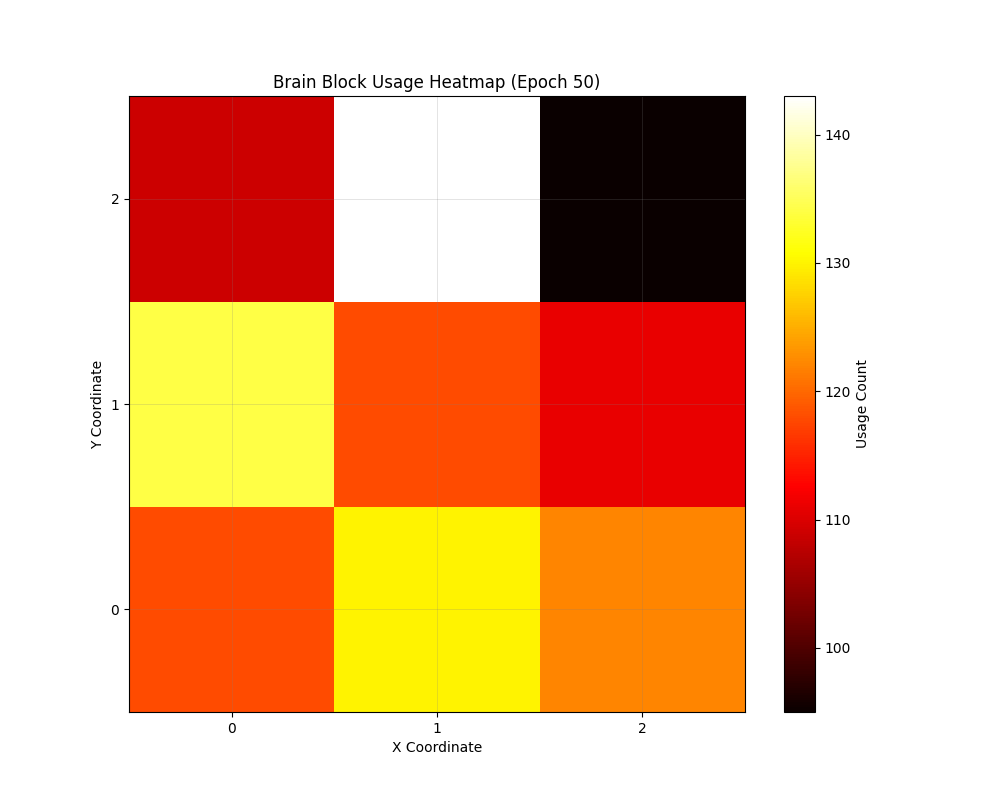 Brain Block Usage Heatmap (Epoch 50)
2
1
0
Y Coordinate
0 1 2
X Coordinate
140
130
120
110
100
Usage Count